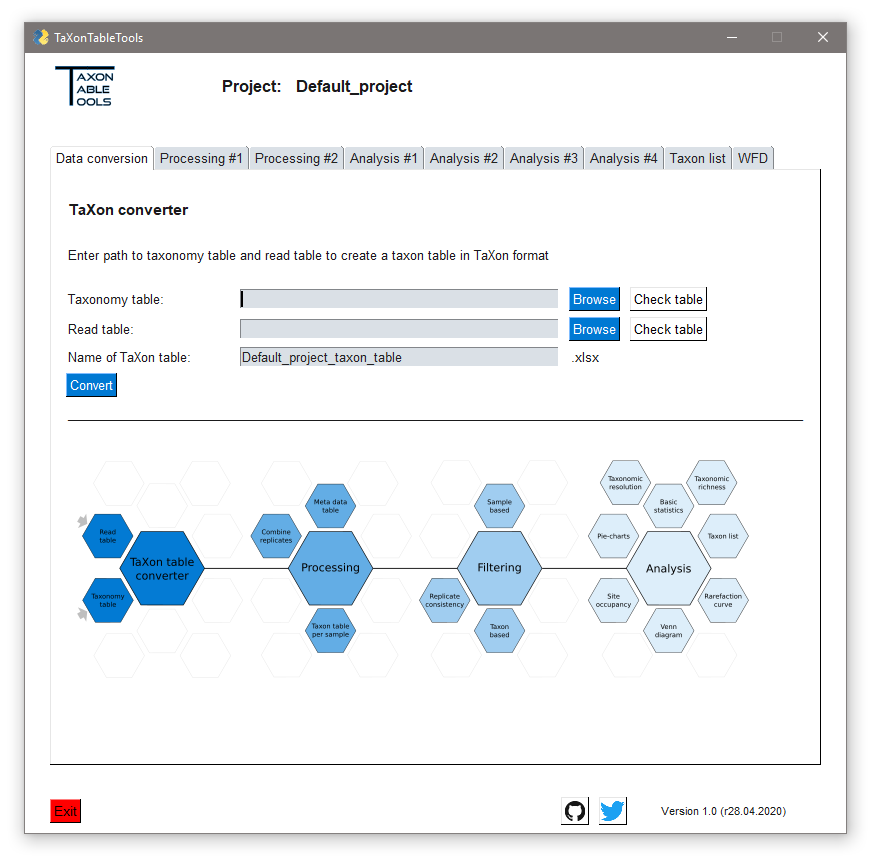 TaXonTableTools
TAXON
TABLE
TOOLS
Project: Default_project
Data conversion Processing #1 Processing #2 Analysis #1 Analysis #2 Analysis #3 Analysis #4 Taxon list WFD
TaXon converter
Enter path to taxonomy table and read table to create a taxon table in TaXon format
Taxonomy table: Browse Check table
Read table: Browse Check table
Name of TaXon table: Default_project_taxon_table .xlsx
Convert
Read
table
Taxonomy
table
TaXon table
converter
Meta data
table
Combine
replicates
Processing
Taxon table
per sample
Sample
based
Filtering
Replicate
consistency
Taxon
based
Taxonomic
resolution
Taxonomic
richness
Basic
statistics
Pie-charts
Taxon list
Analysis
Site
occupancy
Rarefaction
curve
Venn
diagram
Exit
Version 1.0 (r28.04.2020)